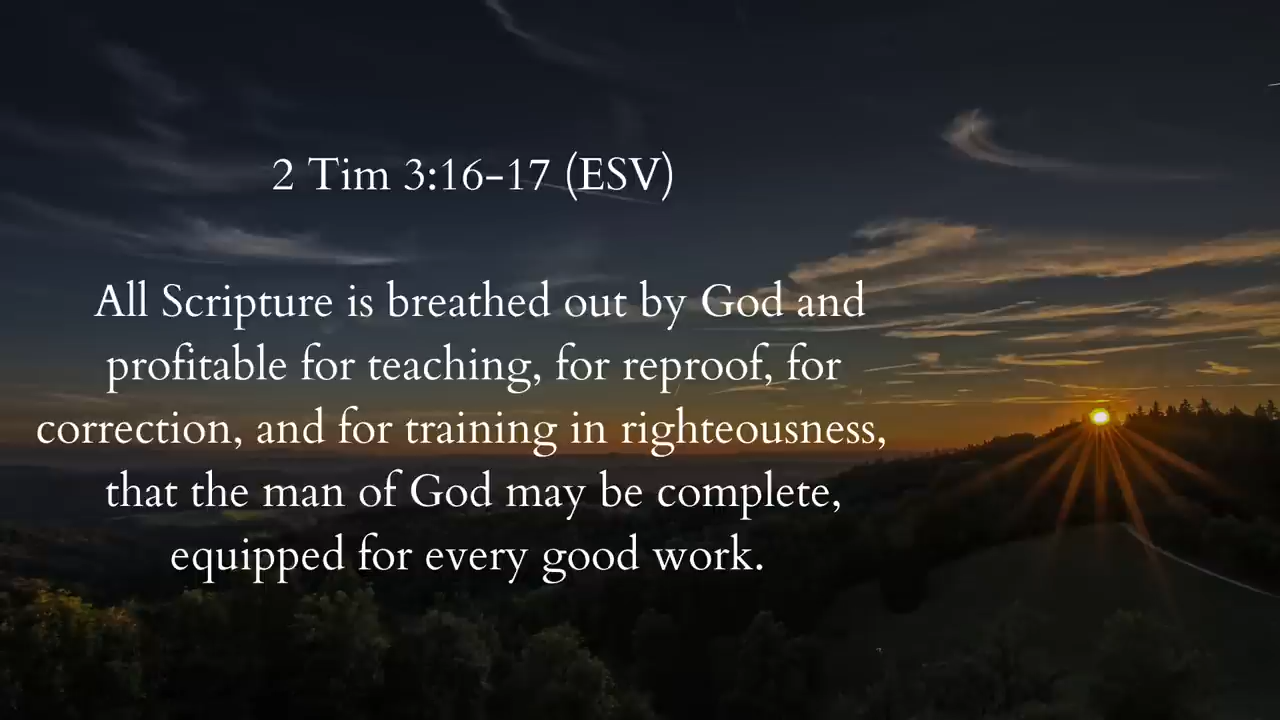 2 Tim 3:16-17 (ESV)
All Scripture is breathed out by God and
profitable for teaching, for reproof, for
correction, and for training in righteousness,
that the man of God may be complete,
equipped for every good work.